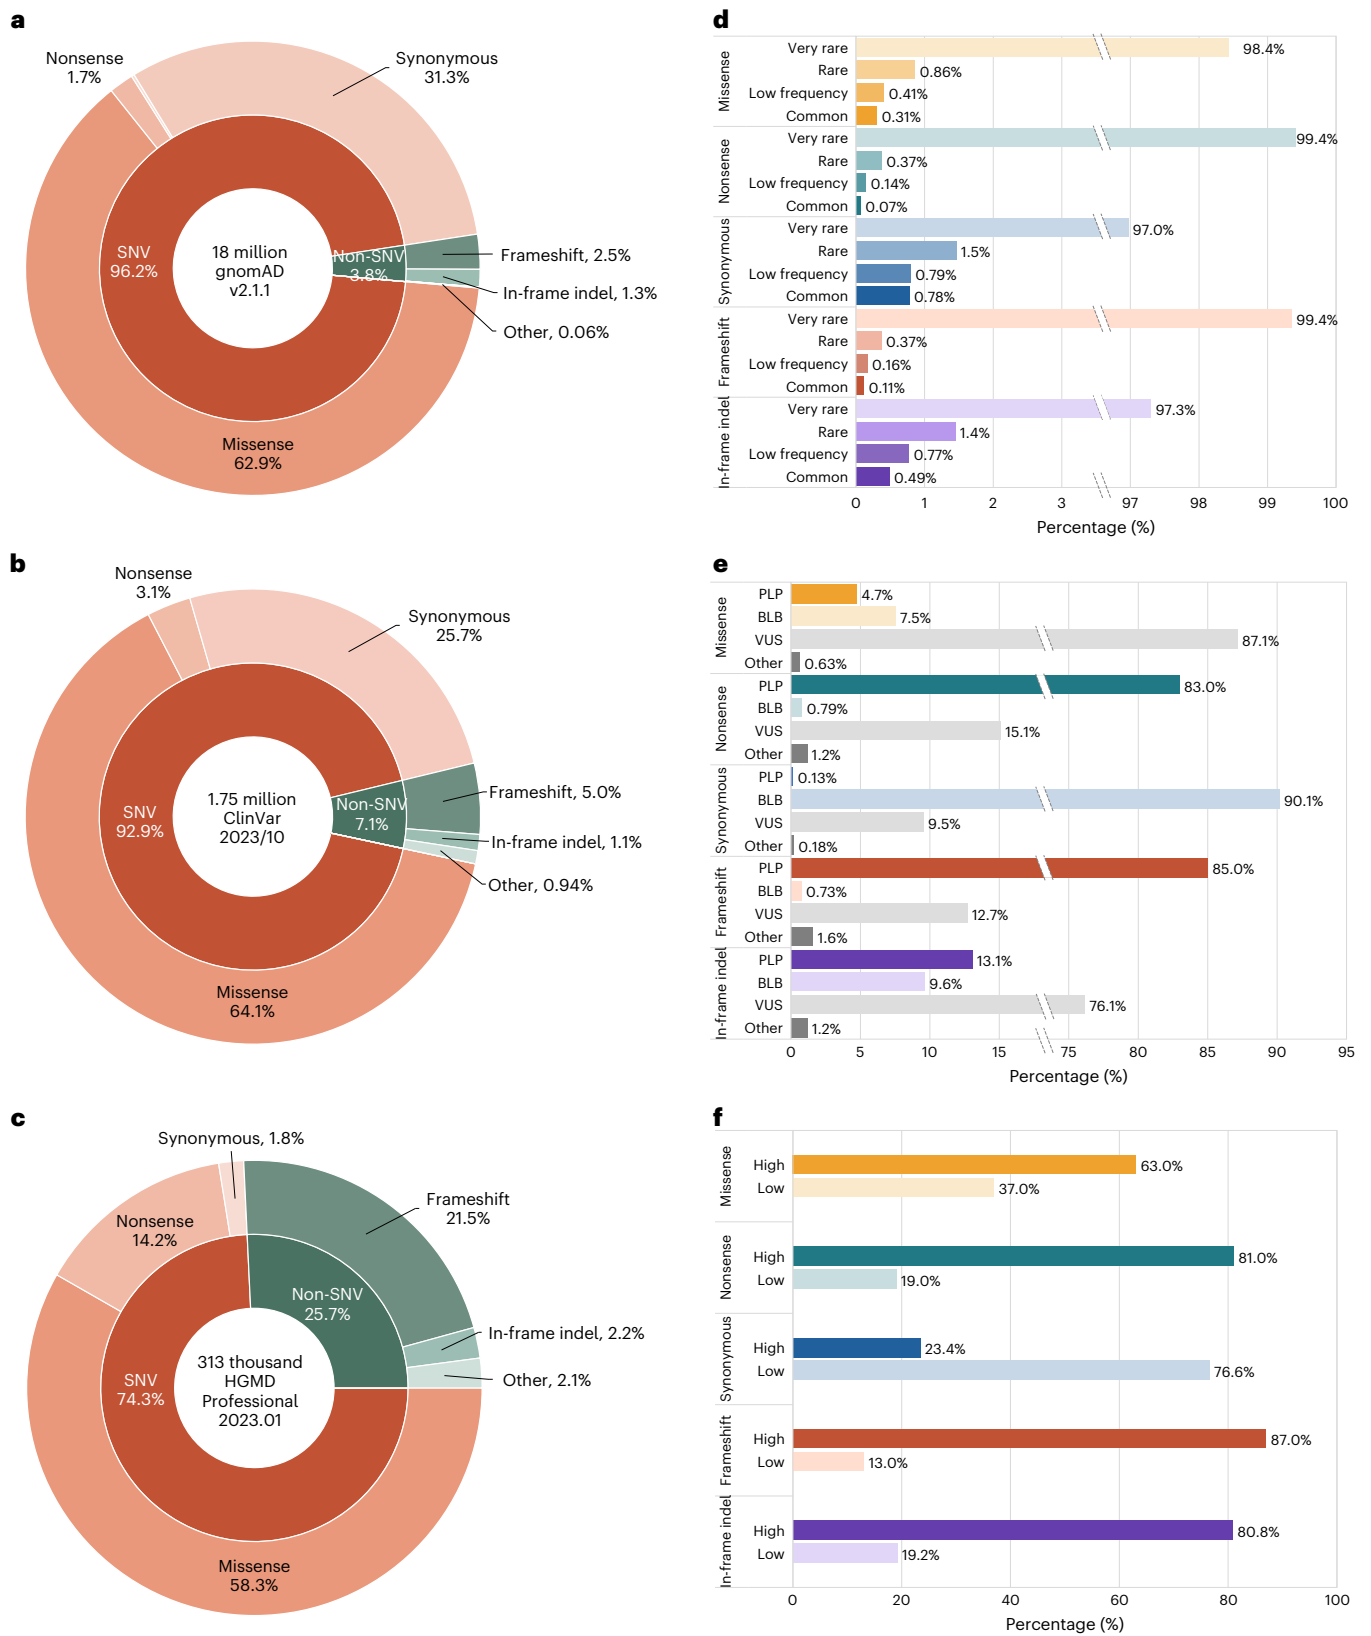 a
Nonsense
1.7%
Synonymous
31.3%
SNV
96.2%
18 million
gnomAD
v2.1.1
Non-SNV
3.8%
Frameshift, 2.5%
In-frame indel, 1.3%
Other, 0.06%
Missense
62.9%
b
Nonsense
3.1%
Synonymous
25.7%
SNV
92.9%
1.75 million
ClinVar
2023/10
Non-SNV
7.1%
Frameshift, 5.0%
In-frame indel, 1.1%
Other, 0.94%
Missense
64.1%
c
Synonymous, 1.8%
Nonsense
14.2%
Frameshift
21.5%
Non-SNV
25.7%
SNV
74.3%
313 thousand
HGMD
Professional
2023.01
In-frame indel, 2.2%
Other, 2.1%
Missense
58.3%
d
Missense
Very rare 98.4%
Rare 0.86%
Low frequency 0.41%
Common 0.31%
Nonsense
Very rare 99.4%
Rare 0.37%
Low frequency 0.14%
Common 0.07%
Synonymous
Very rare 97.0%
Rare 1.5%
Low frequency 0.79%
Common 0.78%
Frameshift
Very rare 99.4%
Rare 0.37%
Low frequency 0.16%
Common 0.11%
In-frame indel
Very rare 97.3%
Rare 1.4%
Low frequency 0.77%
Common 0.49%
0 1 2 3 97 98 99 100
Percentage (%)
e
Missense
PLP 4.7%
BLB 7.5%
VUS 87.1%
Other 0.63%
Nonsense
PLP 83.0%
BLB 0.79%
VUS 15.1%
Other 1.2%
Synonymous
PLP 0.13%
BLB 90.1%
VUS 9.5%
Other 0.18%
Frameshift
PLP 85.0%
BLB 0.73%
VUS 12.7%
Other 1.6%
In-frame indel
PLP 13.1%
BLB 9.6%
VUS 76.1%
Other 1.2%
0 5 10 15 75 80 85 90 95
Percentage (%)
f
Missense
High 63.0%
Low 37.0%
Nonsense
High 81.0%
Low 19.0%
Synonymous
High 23.4%
Low 76.6%
Frameshift
High 87.0%
Low 13.0%
In-frame indel
High 80.8%
Low 19.2%
0 20 40 60 80 100
Percentage (%)